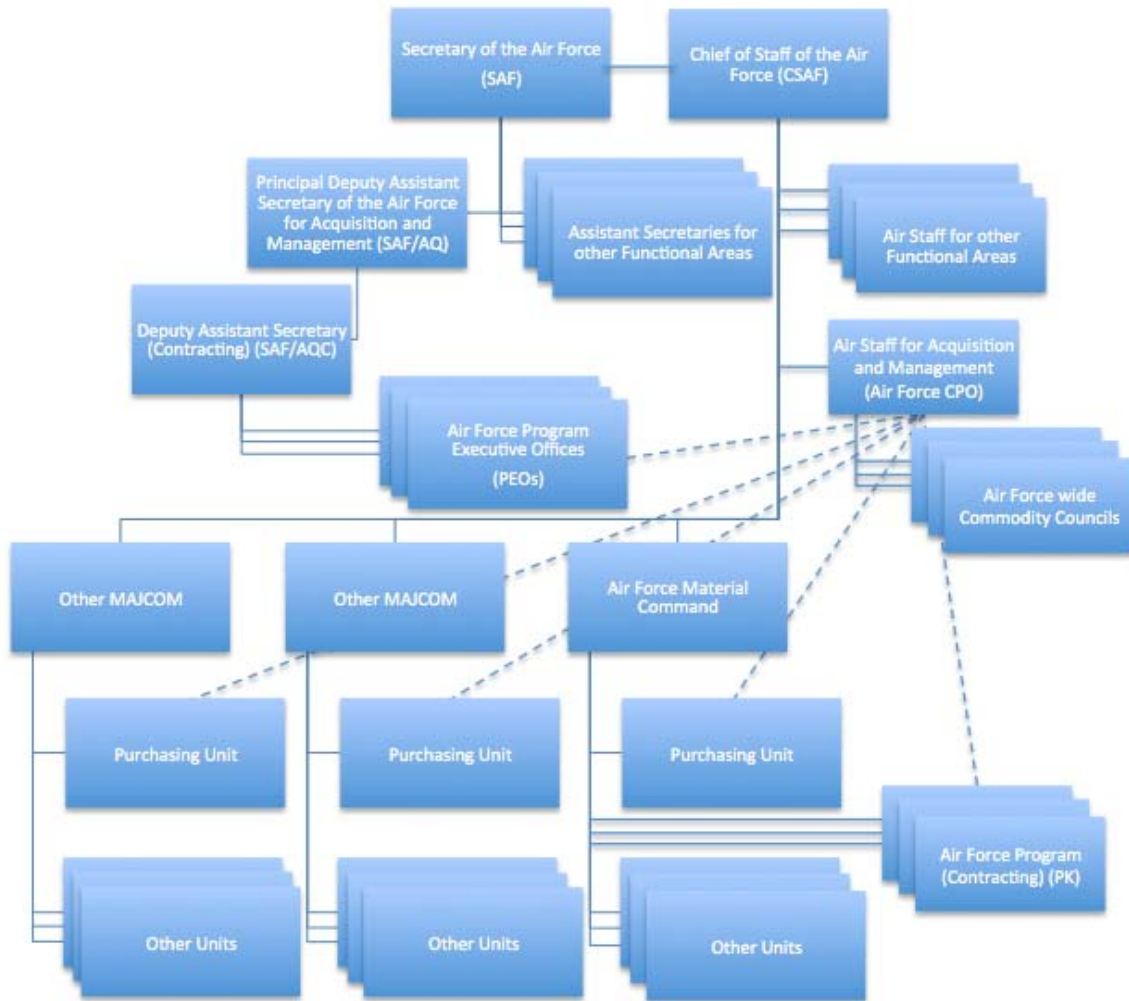 Secretary of the Air Force
(SAF)
Chief of Staff of the Air
Force (CSAF)
Principal Deputy Assistant
Secretary of the Air Force
for Acquisition and
Management (SAF/AQ)
Assistant Secretaries for
other Functional Areas
Air Staff for other
Functional Areas
Deputy Assistant Secretary
(Contracting) (SAF/AQC)
Air Staff for Acquisition
and Management
(Air Force CPO)
Air Force Program
Executive Offices
(PEOs)
Air Force wide
Commodity Councils
Other MAJCOM
Other MAJCOM
Air Force Material
Command
Purchasing Unit
Purchasing Unit
Purchasing Unit
Air Force Program
(Contracting) (PK)
Other Units
Other Units
Other Units